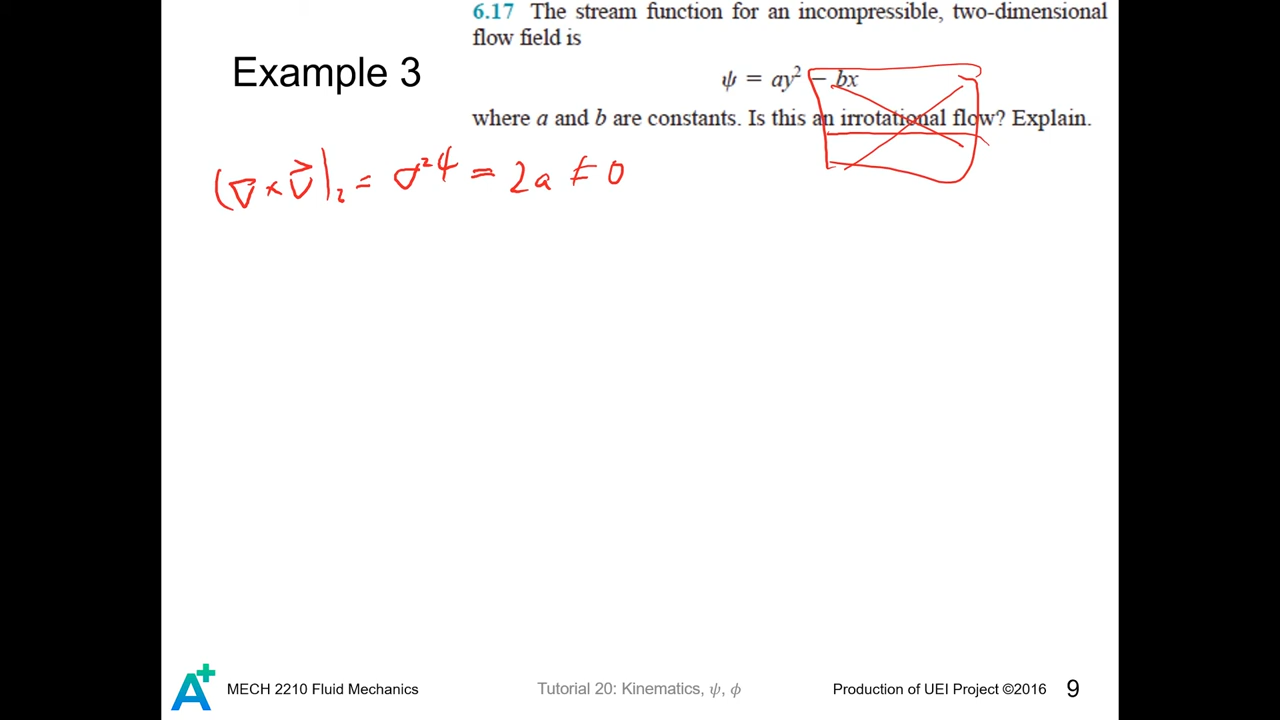 6.17 The stream function for an incompressible, two-dimensional
flow field is
Example 3
ψ = ay² − bx
where a and b are constants. Is this an irrotational flow? Explain.
(∇ × V⃗)z = ∇²ψ = 2a ≠ 0
A+ MECH 2210 Fluid Mechanics
Tutorial 20: Kinematics, ψ, ϕ
Production of UEI Project ©2016
9